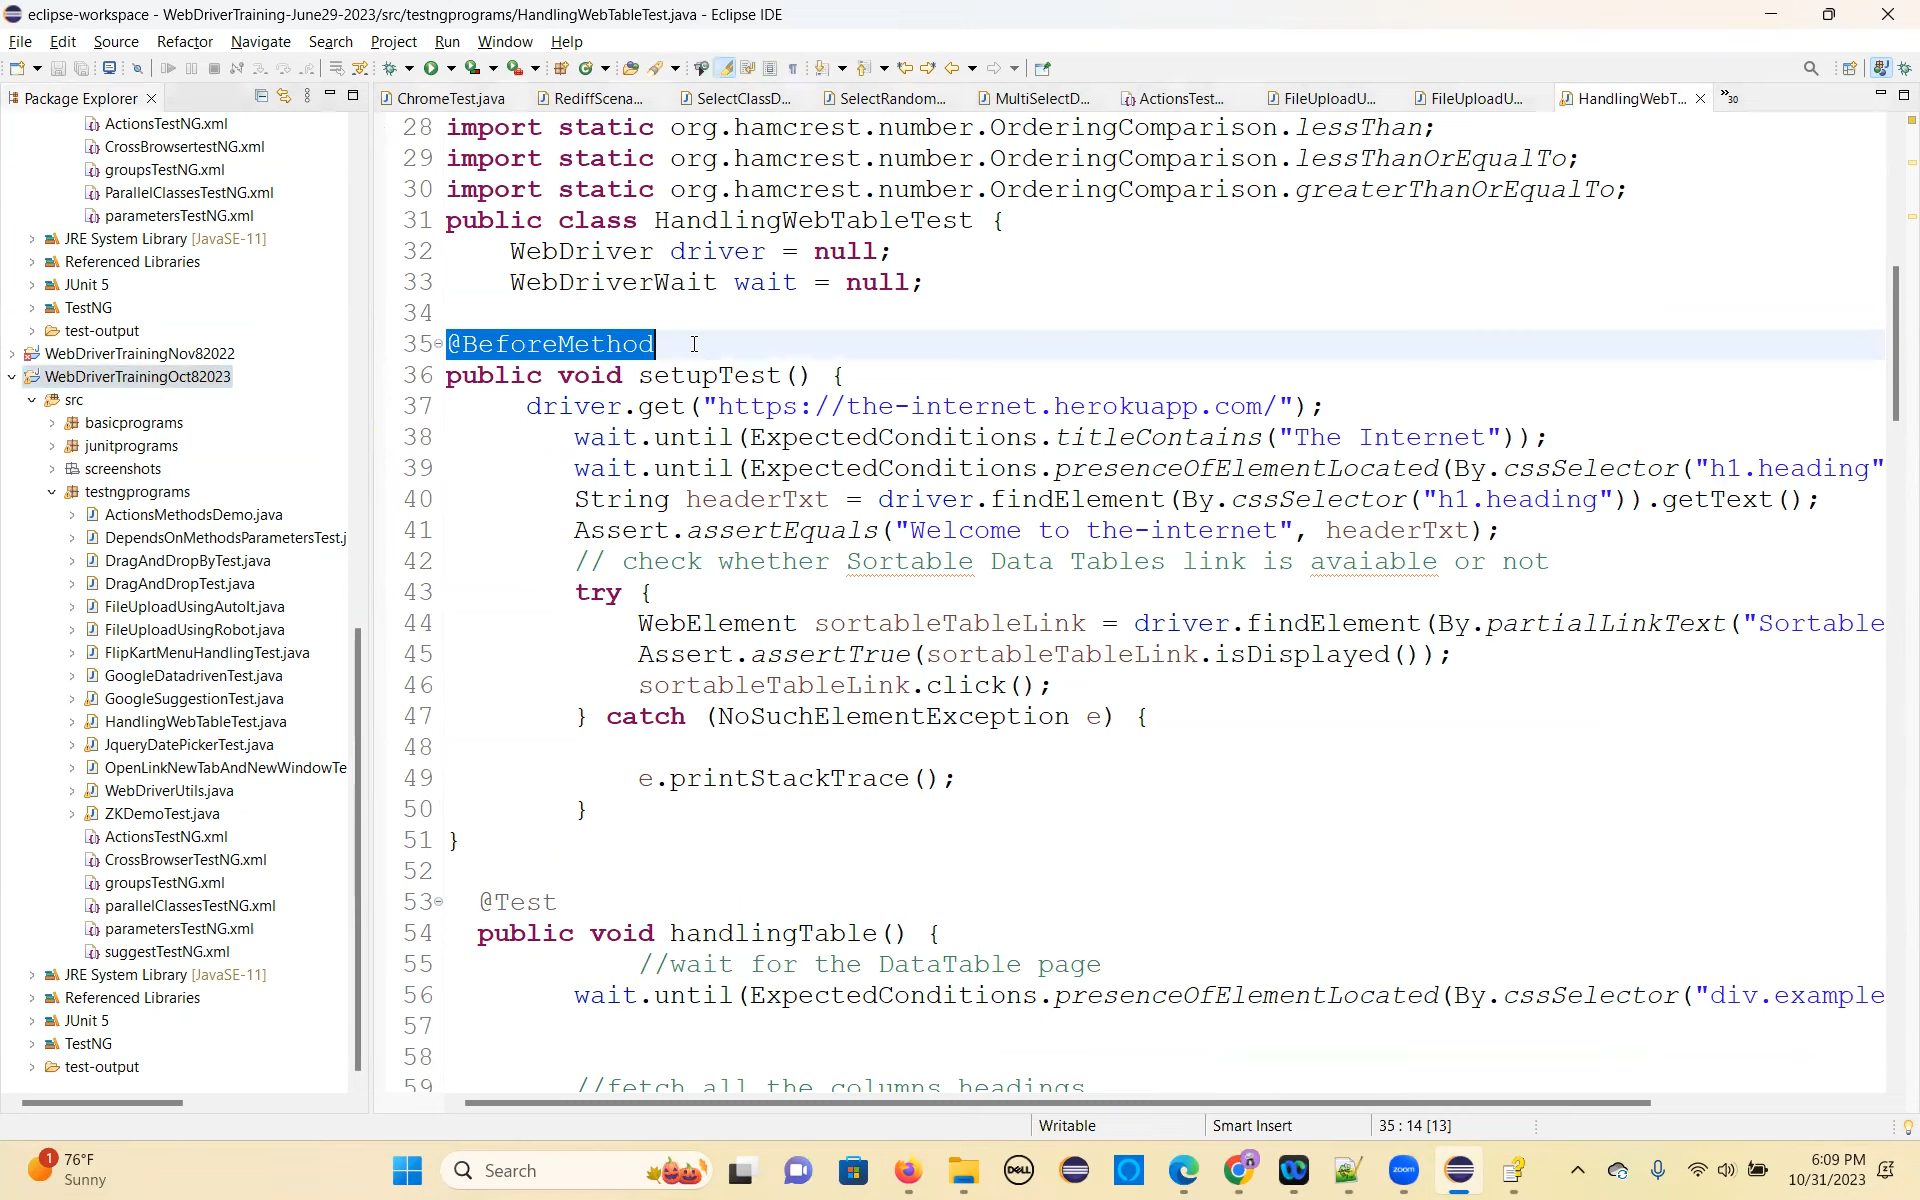 eclipse-workspace - WebDriverTraining-June29-2023/src/testngprograms/HandlingWebTableTest.java - Eclipse IDE
File Edit Source Refactor Navigate Search Project Run Window Help
Package Explorer
ChromeTest.java RediffScena... SelectClassD... SelectRandom... MultiSelectD... ActionsTest... FileUploadU... FileUploadU... HandlingWebT... 30
ActionsTestNG.xml
CrossBrowsertestNG.xml
groupsTestNG.xml
ParallelClassesTestNG.xml
parametersTestNG.xml
JRE System Library [JavaSE-11]
Referenced Libraries
JUnit 5
TestNG
test-output
WebDriverTrainingNov82022
WebDriverTrainingOct82023
src
basicprograms
junitprograms
screenshots
testngprograms
ActionsMethodsDemo.java
DependsOnMethodsParametersTest.j
DragAndDropByTest.java
DragAndDropTest.java
FileUploadUsingAutoIt.java
FileUploadUsingRobot.java
FlipKartMenuHandlingTest.java
GoogleDatadrivenTest.java
GoogleSuggestionTest.java
HandlingWebTableTest.java
JqueryDatePickerTest.java
OpenLinkNewTabAndNewWindowTe
WebDriverUtils.java
ZKDemoTest.java
ActionsTestNG.xml
CrossBrowserTestNG.xml
groupsTestNG.xml
parallelClassesTestNG.xml
parametersTestNG.xml
suggestTestNG.xml
JRE System Library [JavaSE-11]
Referenced Libraries
JUnit 5
TestNG
test-output
28 import static org.hamcrest.number.OrderingComparison.lessThan;
29 import static org.hamcrest.number.OrderingComparison.lessThanOrEqualTo;
30 import static org.hamcrest.number.OrderingComparison.greaterThanOrEqualTo;
31 public class HandlingWebTableTest {
32 WebDriver driver = null;
33 WebDriverWait wait = null;
34
35 @BeforeMethod
36 public void setupTest() {
37 driver.get("https://the-internet.herokuapp.com/");
38 wait.until(ExpectedConditions.titleContains("The Internet"));
39 wait.until(ExpectedConditions.presenceOfElementLocated(By.cssSelector("h1.heading"
40 String headerTxt = driver.findElement(By.cssSelector("h1.heading")).getText();
41 Assert.assertEquals("Welcome to the-internet", headerTxt);
42 // check whether Sortable Data Tables link is avaiable or not
43 try {
44 WebElement sortableTableLink = driver.findElement(By.partialLinkText("Sortable
45 Assert.assertTrue(sortableTableLink.isDisplayed());
46 sortableTableLink.click();
47 } catch (NoSuchElementException e) {
48
49 e.printStackTrace();
50 }
51 }
52
53 @Test
54 public void handlingTable() {
55 //wait for the DataTable page
56 wait.until(ExpectedConditions.presenceOfElementLocated(By.cssSelector("div.example
57
58
59 //fetch all the columns headings
Writable Smart Insert 35 : 14 [13]
1
76°F
Sunny
Search
DELL
zoom
6:09 PM
10/31/2023